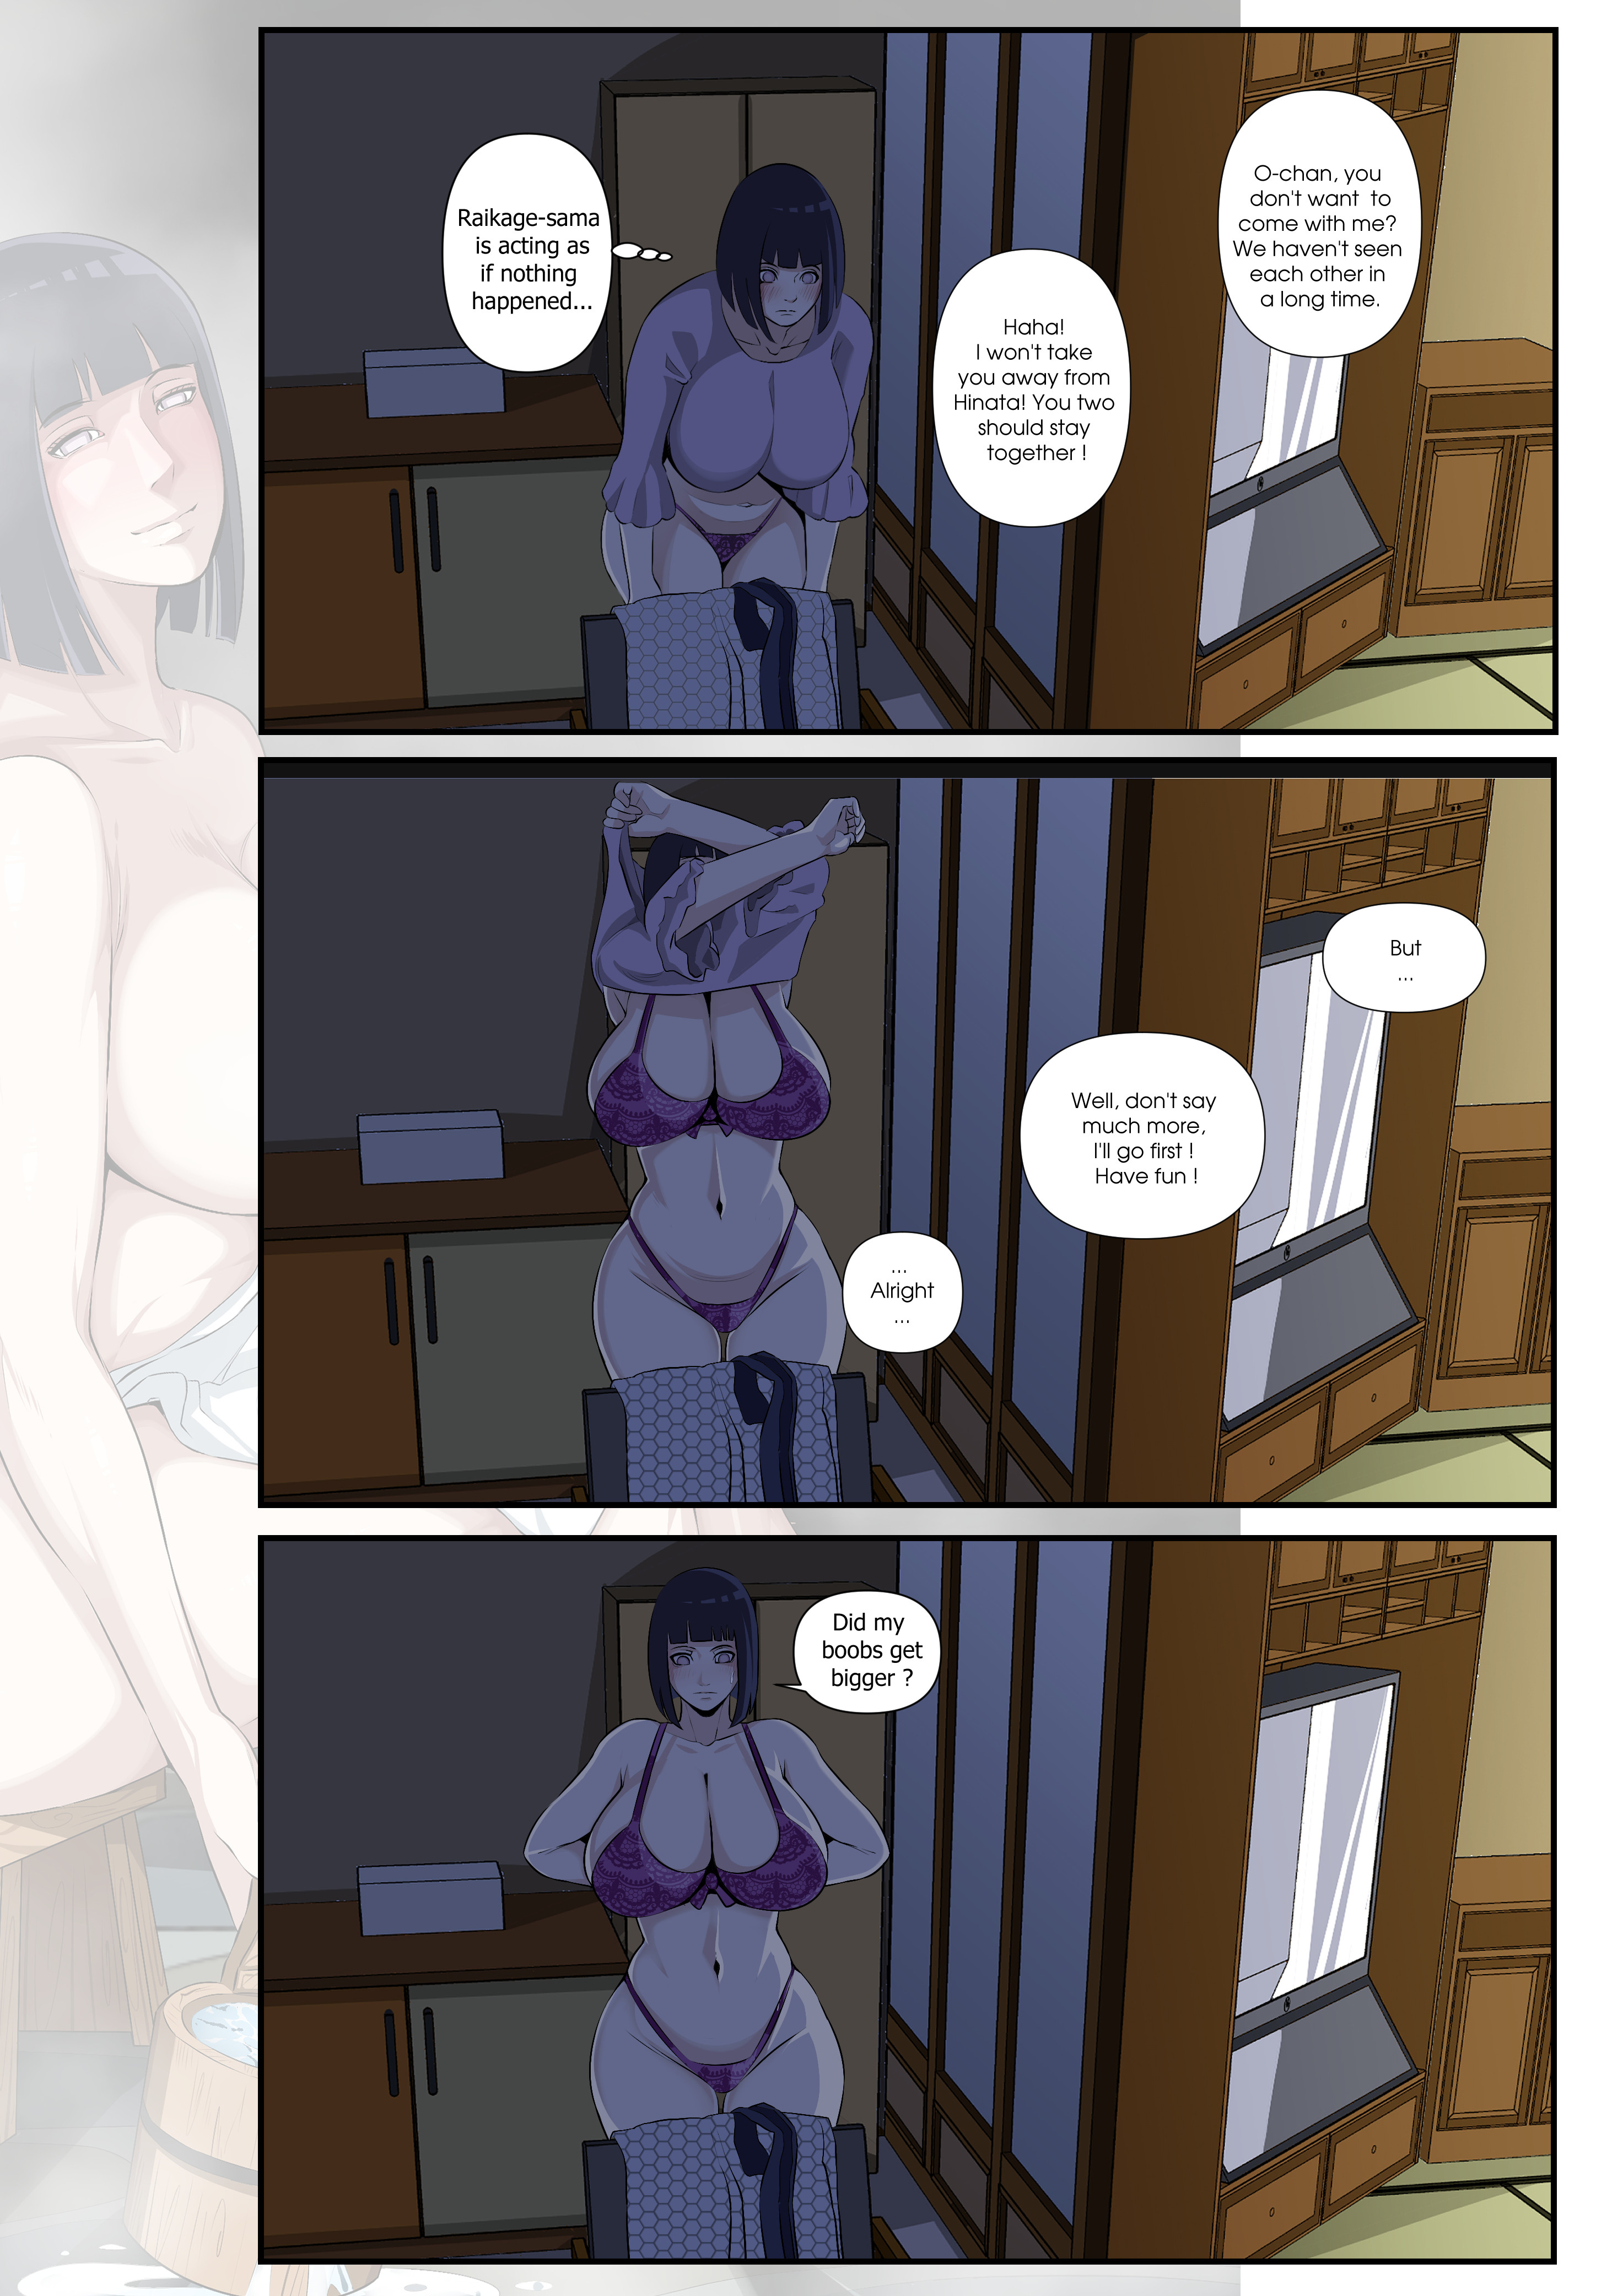 Raikage-sama
is acting as
if nothing
happened...
O-chan, you
don't want to
come with me?
We haven't seen
each other in
a long time.
Haha!
I won't take
you away from
Hinata! You two
should stay
together !
But
...
Well, don't say
much more,
I'll go first !
Have fun !
...
Alright
...
Did my
boobs get
bigger ?